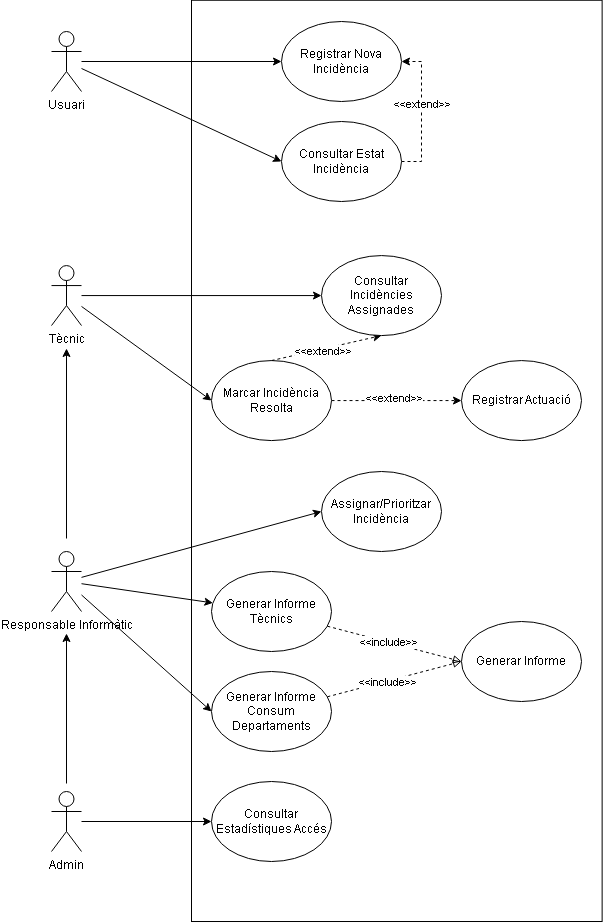 Registrar Nova
Incidència
Usuari
<<extend>>
Consultar Estat
Incidència
Consultar
Incidències
Assignades
Tècnic
<<extend>>
Marcar Incidència
Resolta
<<extend>>
Registrar Actuació
Assignar/Prioritzar
Incidència
Responsable Informàtic
Generar Informe
Tècnics
<<include>>
Generar Informe
<<include>>
Generar Informe
Consum
Departaments
Consultar
Estadístiques Accés
Admin